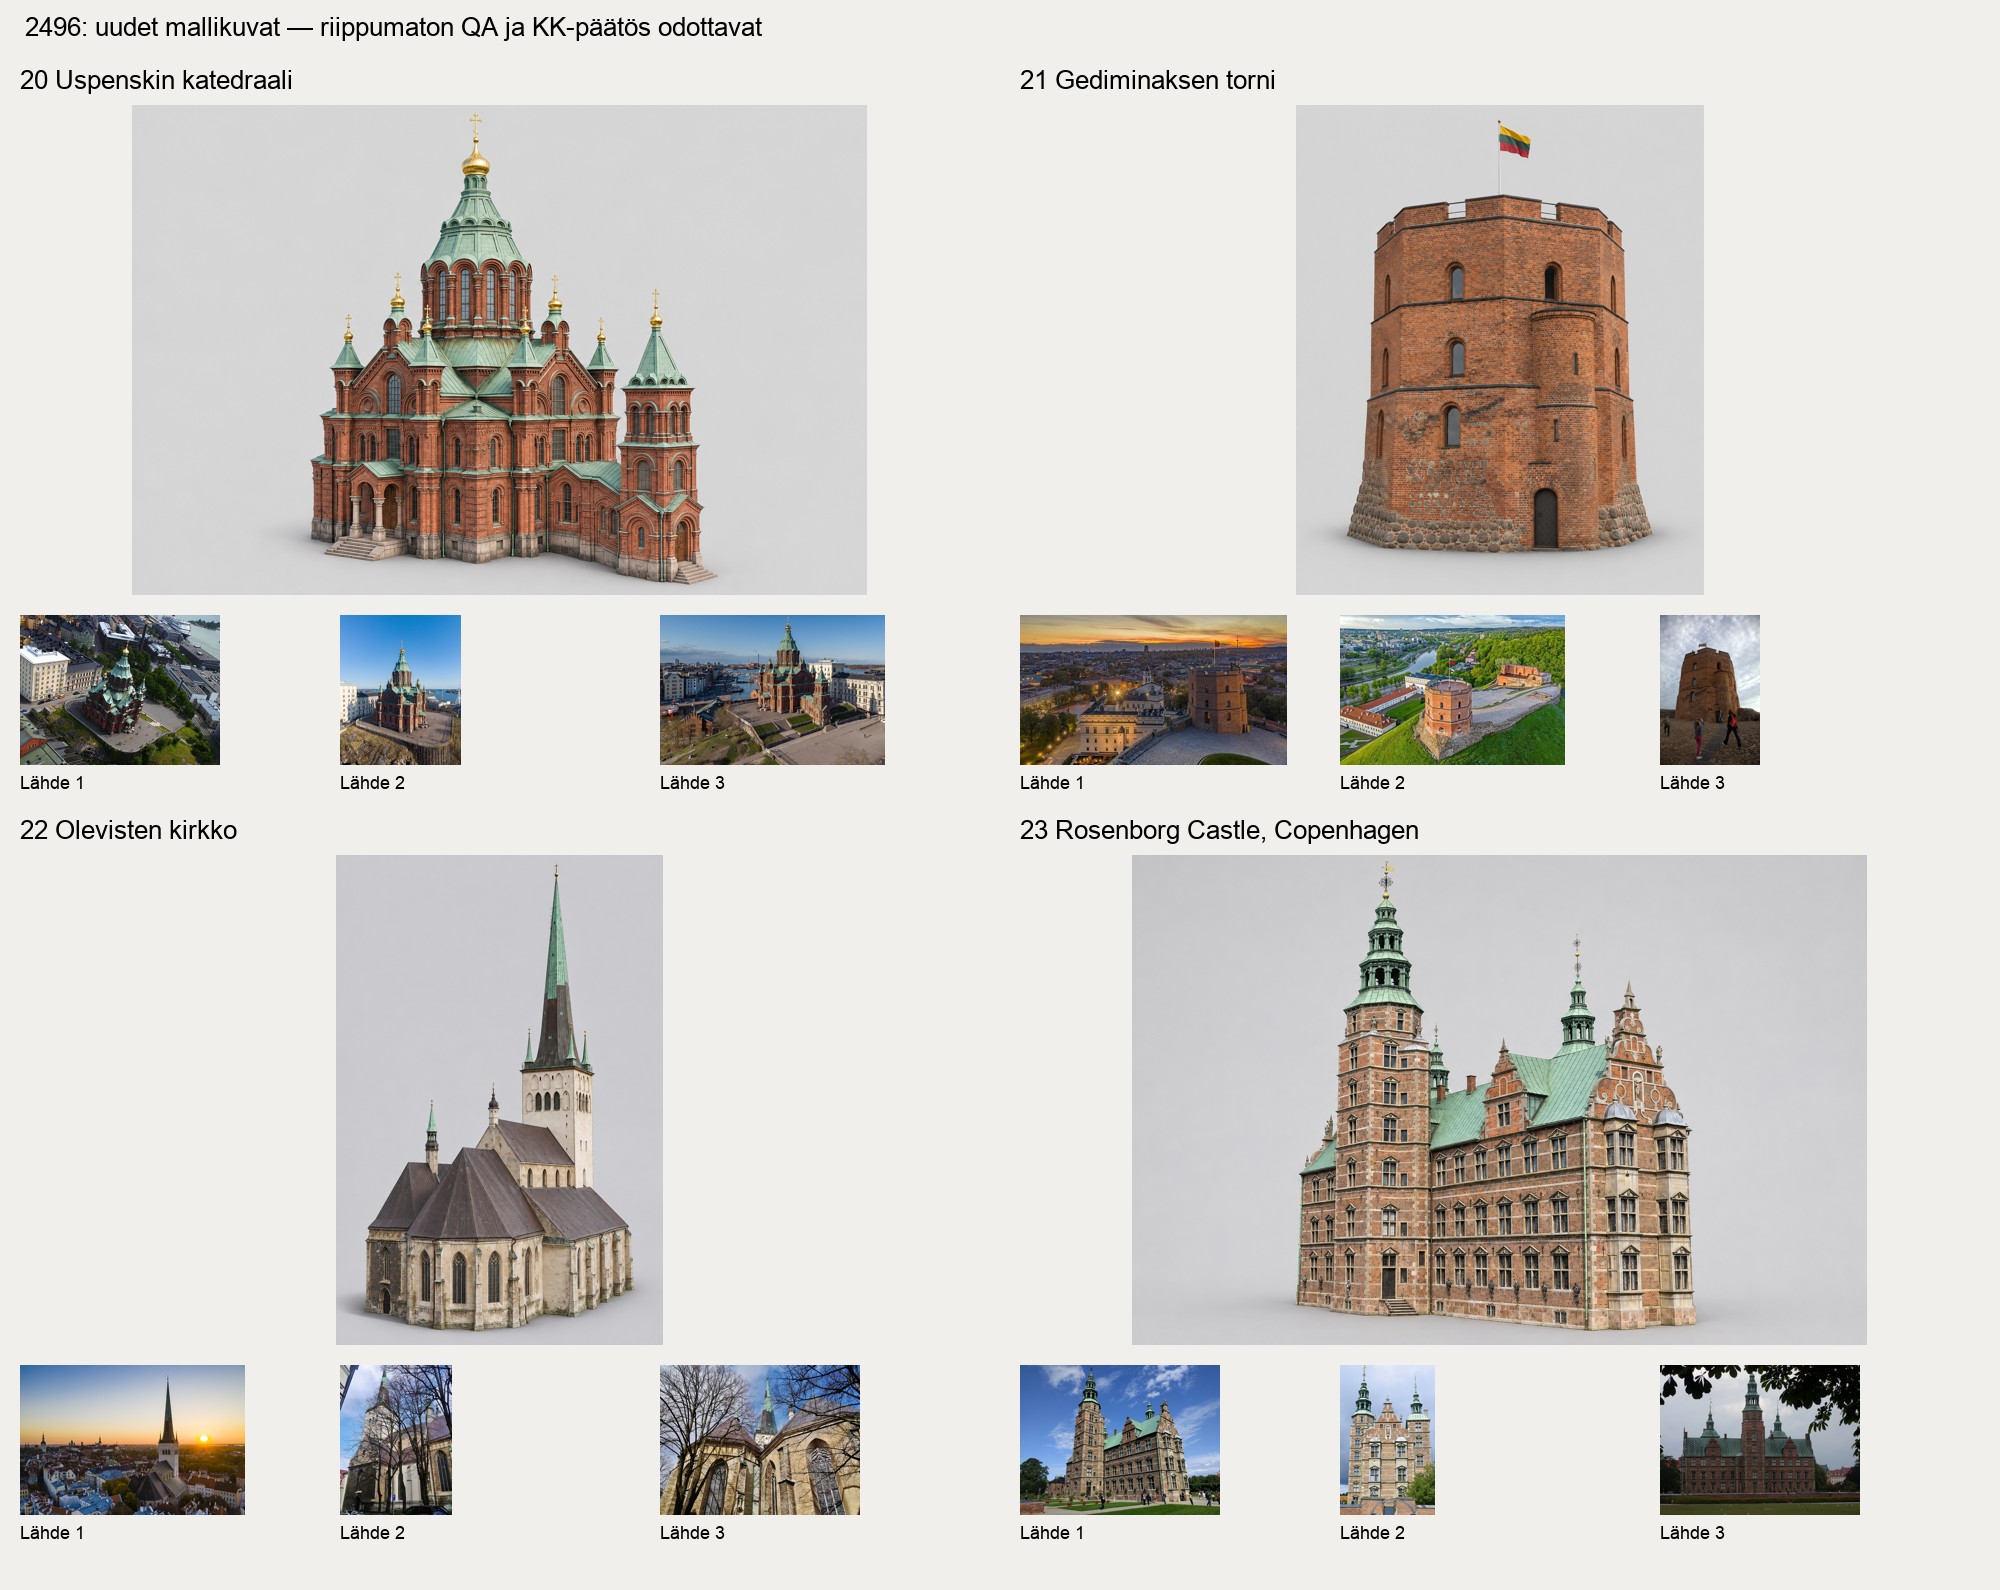 2496: uudet mallikuvat — riippumaton QA ja KK-päätös odottavat
20 Uspenskin katedraali
21 Gediminaksen torni
Lähde 1
Lähde 2
Lähde 3
Lähde 1
Lähde 2
Lähde 3
22 Olevisten kirkko
23 Rosenborg Castle, Copenhagen
Lähde 1
Lähde 2
Lähde 3
Lähde 1
Lähde 2
Lähde 3